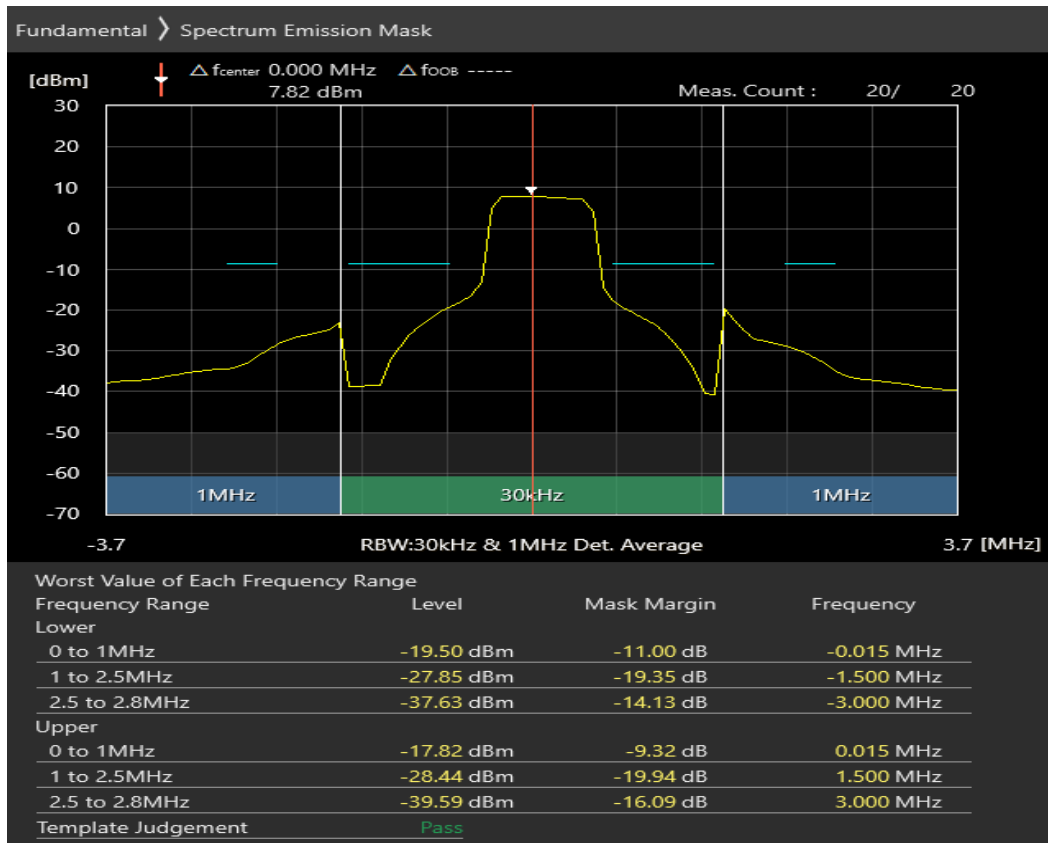 Fundamental ❯ Spectrum Emission Mask
[dBm] △ fcenter 0.000 MHz △ fOOB -----
7.82 dBm Meas. Count : 20/ 20
30
20
10
0
-10
-20
-30
-40
-50
-60
-70
1MHz 30kHz 1MHz
-3.7 RBW:30kHz & 1MHz Det. Average 3.7 [MHz]
Worst Value of Each Frequency Range
Frequency Range Level Mask Margin Frequency
Lower
0 to 1MHz -19.50 dBm -11.00 dB -0.015 MHz
1 to 2.5MHz -27.85 dBm -19.35 dB -1.500 MHz
2.5 to 2.8MHz -37.63 dBm -14.13 dB -3.000 MHz
Upper
0 to 1MHz -17.82 dBm -9.32 dB 0.015 MHz
1 to 2.5MHz -28.44 dBm -19.94 dB 1.500 MHz
2.5 to 2.8MHz -39.59 dBm -16.09 dB 3.000 MHz
Template Judgement Pass